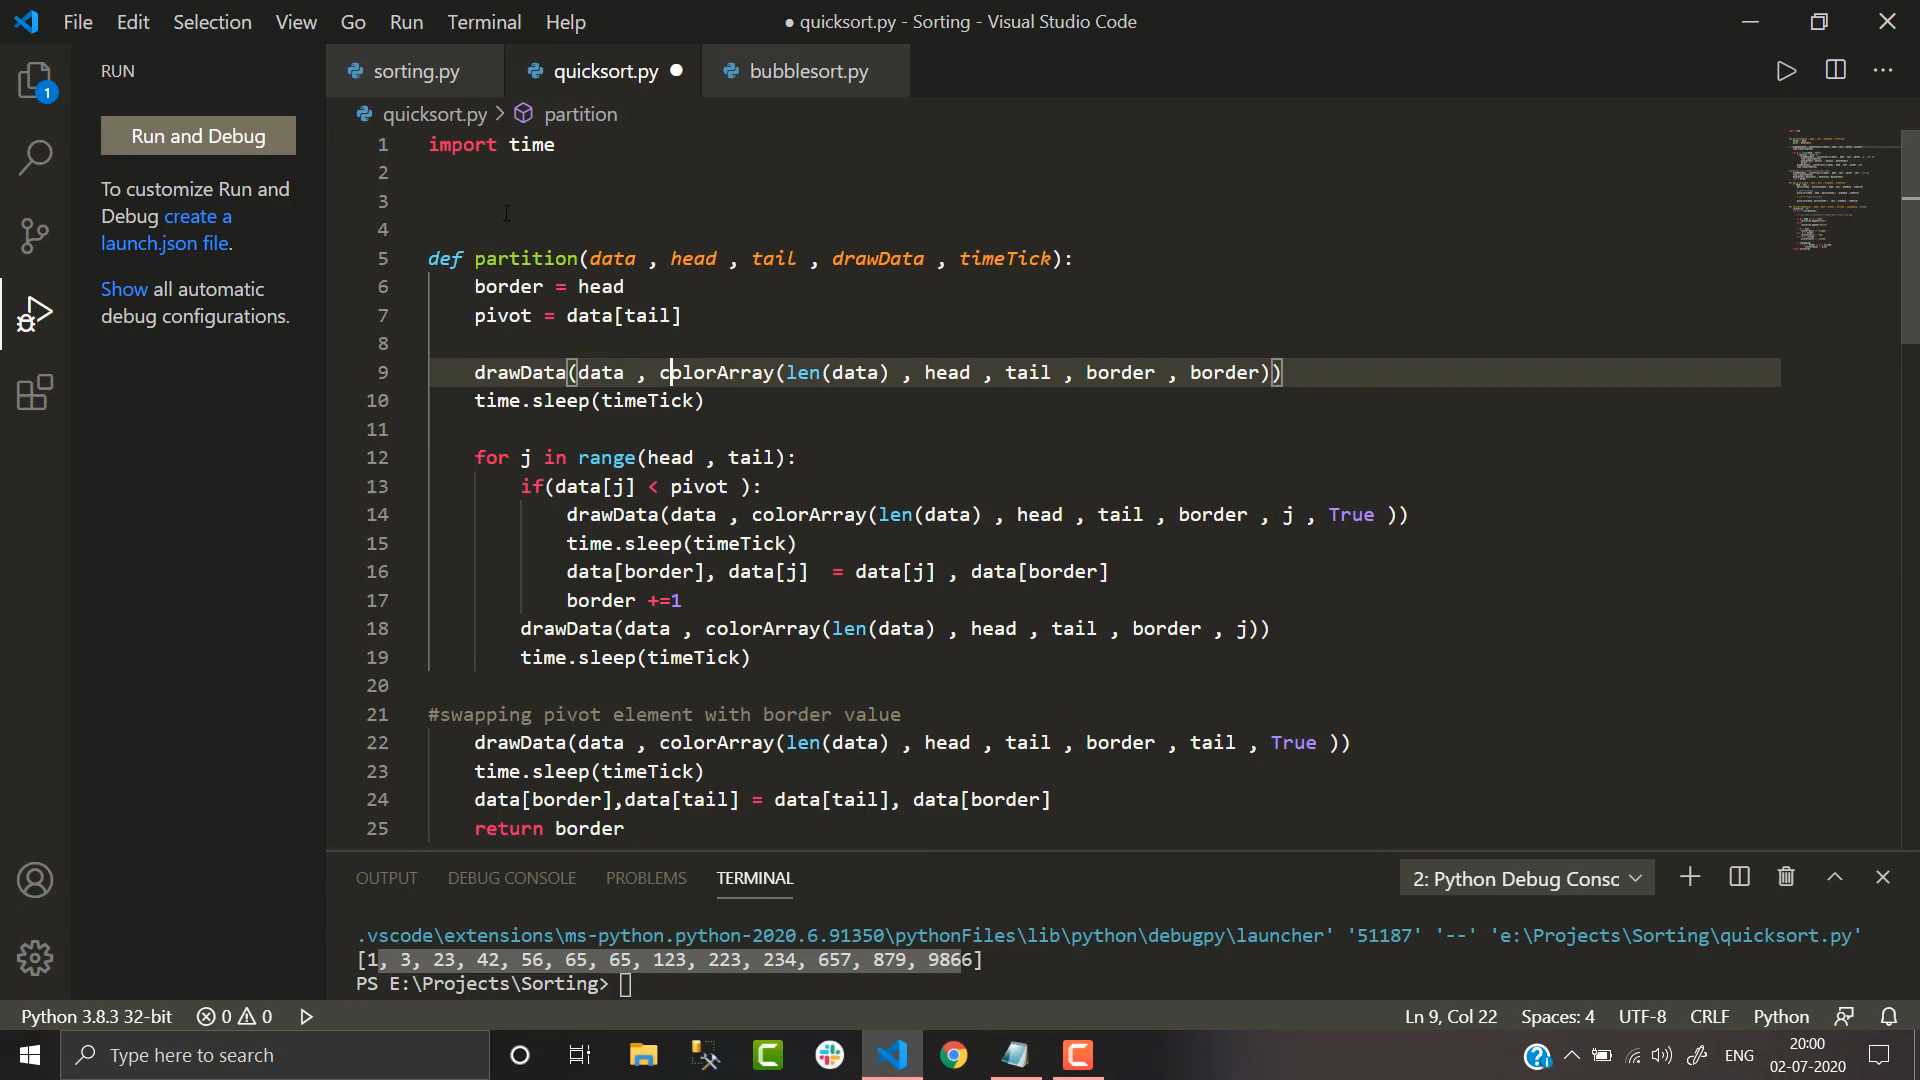 File Edit Selection View Go Run Terminal Help
● quicksort.py - Sorting - Visual Studio Code
RUN
sorting.py
quicksort.py
bubblesort.py
1
Run and Debug
To customize Run and
Debug create a
launch.json file.
Show all automatic
debug configurations.
quicksort.py > partition
1 import time
2
3
4
5 def partition(data , head , tail , drawData , timeTick):
6 border = head
7 pivot = data[tail]
8
9 drawData(data , colorArray(len(data) , head , tail , border , border))
10 time.sleep(timeTick)
11
12 for j in range(head , tail):
13 if(data[j] < pivot ):
14 drawData(data , colorArray(len(data) , head , tail , border , j , True ))
15 time.sleep(timeTick)
16 data[border], data[j]  = data[j] , data[border]
17 border +=1
18 drawData(data , colorArray(len(data) , head , tail , border , j))
19 time.sleep(timeTick)
20
21 #swapping pivot element with border value
22 drawData(data , colorArray(len(data) , head , tail , border , tail , True ))
23 time.sleep(timeTick)
24 data[border],data[tail] = data[tail], data[border]
25 return border
OUTPUT DEBUG CONSOLE PROBLEMS TERMINAL
2: Python Debug Consc
.vscode\extensions\ms-python.python-2020.6.91350\pythonFiles\lib\python\debugpy\launcher' '51187' '--' 'e:\Projects\Sorting\quicksort.py'
[1, 3, 23, 42, 56, 65, 65, 123, 223, 234, 657, 879, 9866]
PS E:\Projects\Sorting>
Python 3.8.3 32-bit 0 0
Ln 9, Col 22 Spaces: 4 UTF-8 CRLF Python
Type here to search
ENG
20:00
02-07-2020